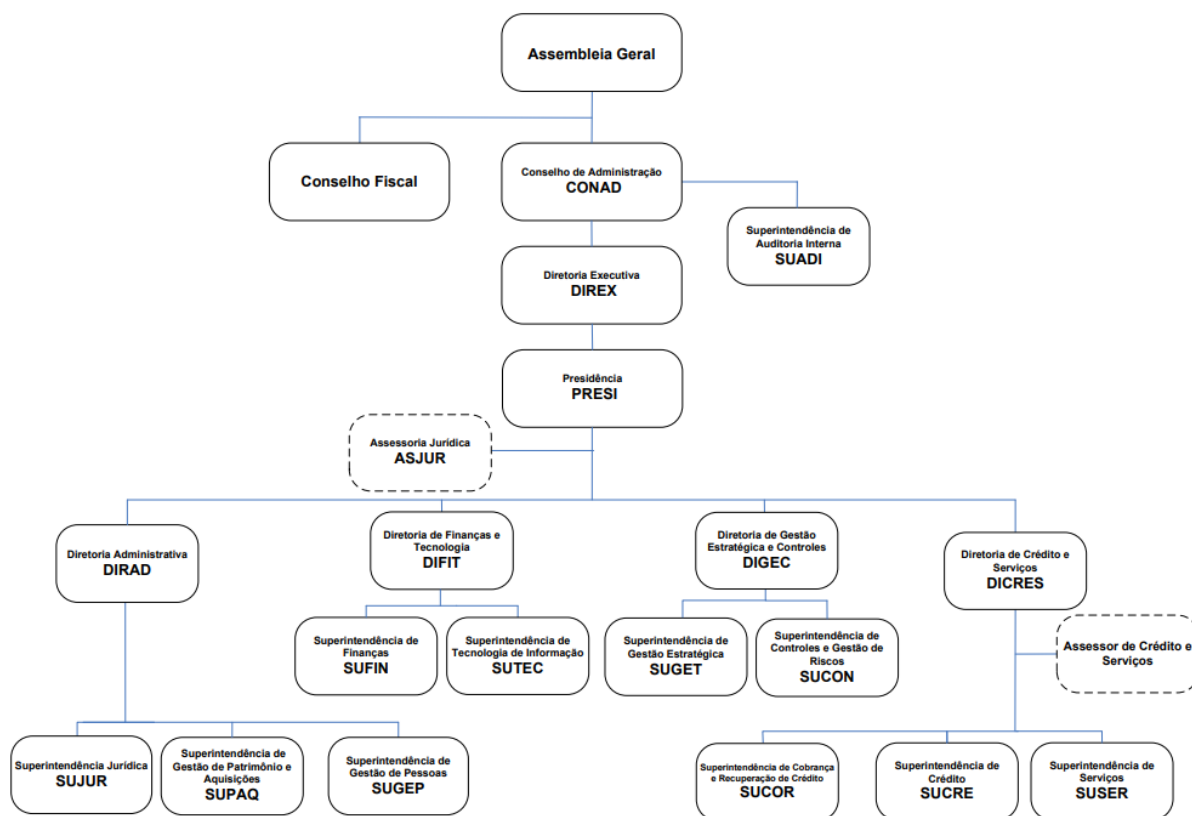 Assembleia Geral
Conselho Fiscal
Conselho de Administração
CONAD
Superintendência de
Auditoria Interna
SUADI
Diretoria Executiva
DIREX
Presidência
PRESI
Assessoria Jurídica
ASJUR
Diretoria Administrativa
DIRAD
Diretoria de Finanças e
Tecnologia
DIFIT
Diretoria de Gestão
Estratégica e Controles
DIGEC
Diretoria de Crédito e
Serviços
DICRES
Superintendência de
Finanças
SUFIN
Superintendência de
Tecnologia de Informação
SUTEC
Superintendência de
Gestão Estratégica
SUGET
Superintendência de
Controles e Gestão de
Riscos
SUCON
Assessor de Crédito e
Serviços
Superintência Jurídica
SUJUR
Superintendência de
Gestão de Patrimônio e
Aquisições
SUPAQ
Superintendência de
Gestão de Pessoas
SUGEP
Superintendência de Cobrança
e Recuperação de Crédito
SUCOR
Superintendência de
Crédito
SUCRE
Superintendência de
Serviços
SUSER